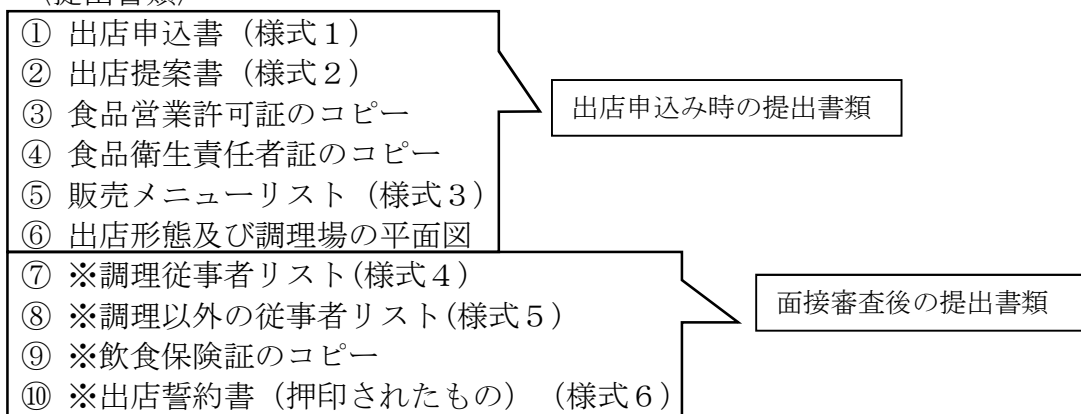 (提出書類)
① 出店申込書（様式１）
② 出店提案書（様式２）
③ 食品営業許可証のコピー
④ 食品衛生責任者証のコピー
⑤ 販売メニューリスト（様式３）
⑥ 出店形態及び調理場の平面図
出店申込み時の提出書類
⑦ ※調理従事者リスト(様式４)
⑧ ※調理以外の従事者リスト(様式５)
⑨ ※飲食保険証のコピー
⑩ ※出店誓約書（押印されたもの）（様式６)
面接審査後の提出書類